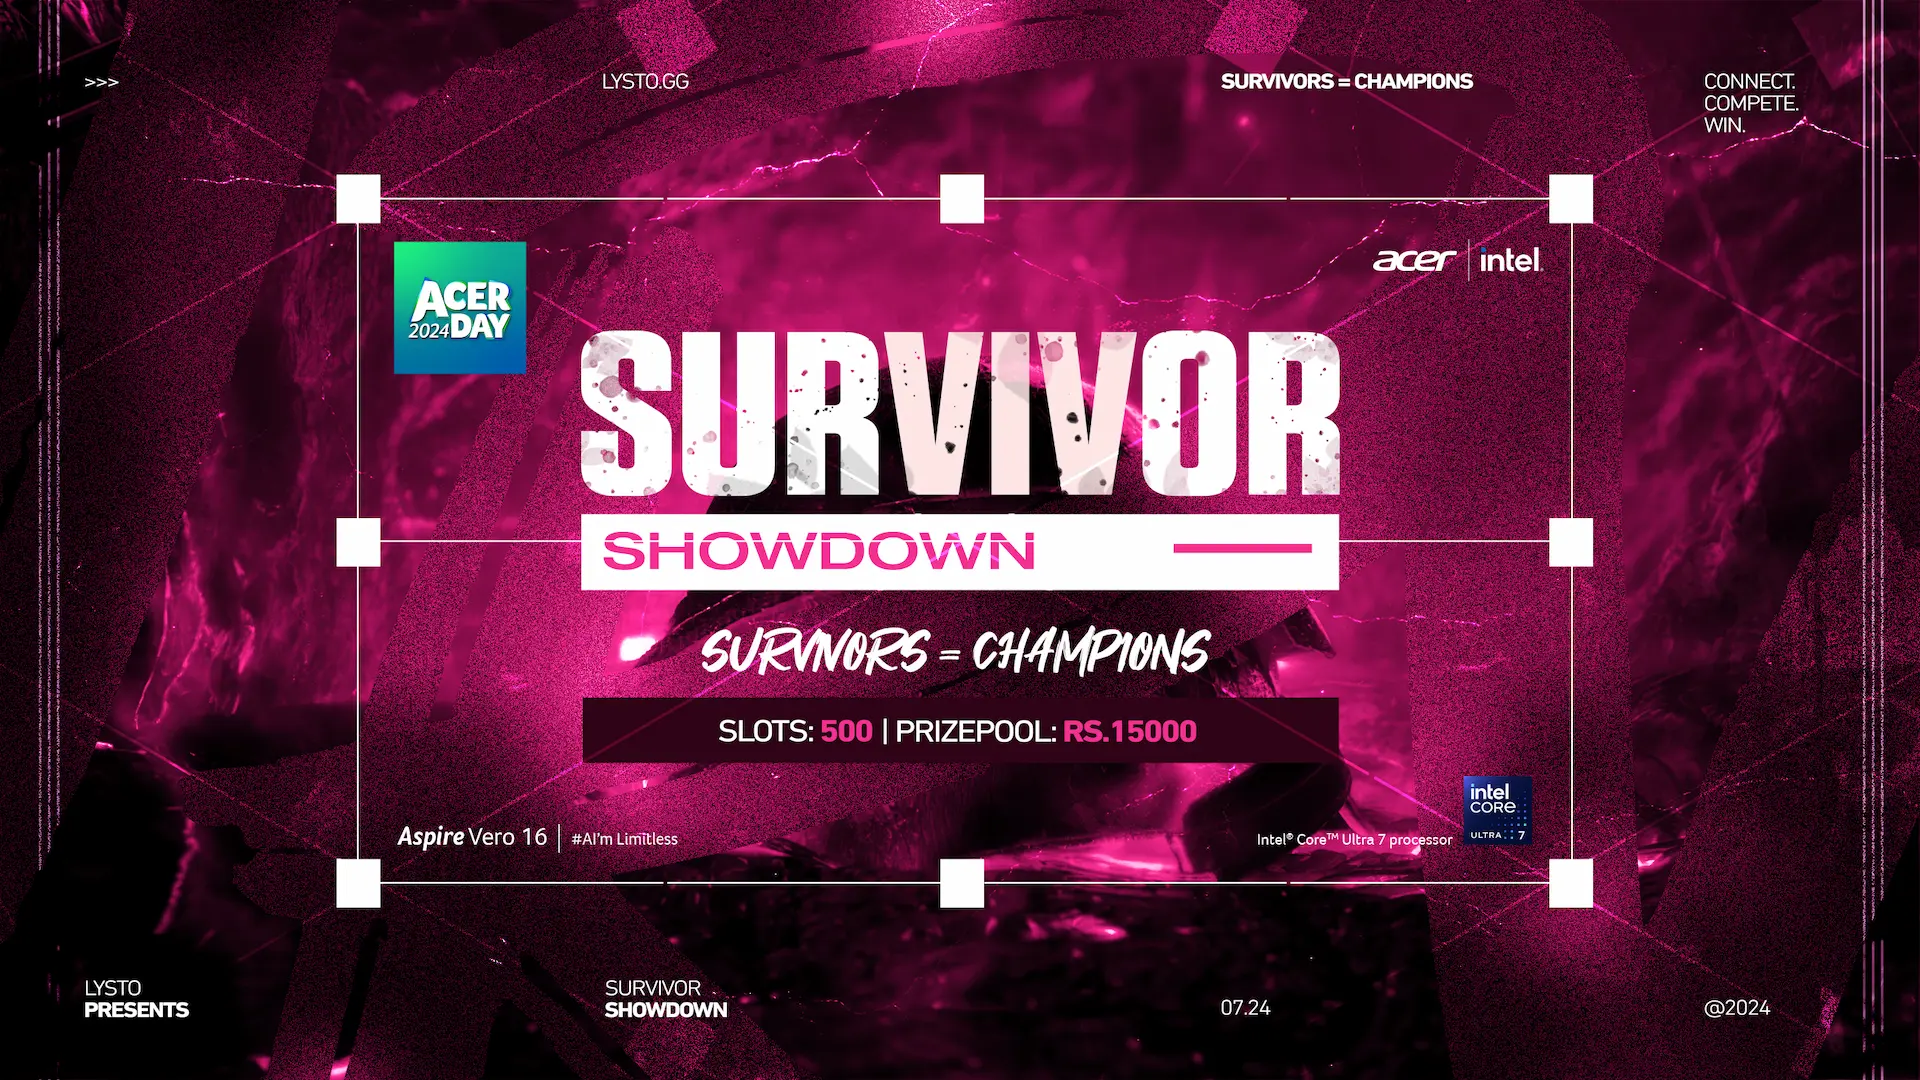 >>>
LYSTO.GG
SURVIVORS = CHAMPIONS
CONNECT.
COMPETE.
WIN.
ACER
2024 DAY
acer | intel.
SURVIVOR
SHOWDOWN
SURVIVORS = CHAMPIONS
SLOTS: 500 | PRIZEPOOL: RS.15000
Aspire Vero 16 | #AI'm Limitless
Intel® Core™ Ultra 7 processor
intel
CORE
ULTRA 7
LYSTO
PRESENTS
SURVIVOR
SHOWDOWN
07.24
@2024